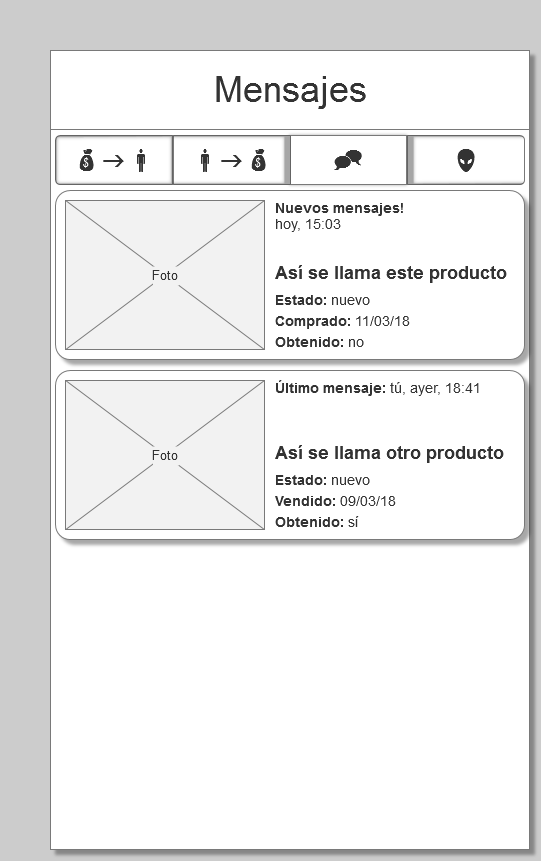 Mensajes
Foto
Nuevos mensajes!
hoy, 15:03
Así se llama este producto
Estado: nuevo
Comprado: 11/03/18
Obtenido: no
Foto
Último mensaje: tú, ayer, 18:41
Así se llama otro producto
Estado: nuevo
Vendido: 09/03/18
Obtenido: sí